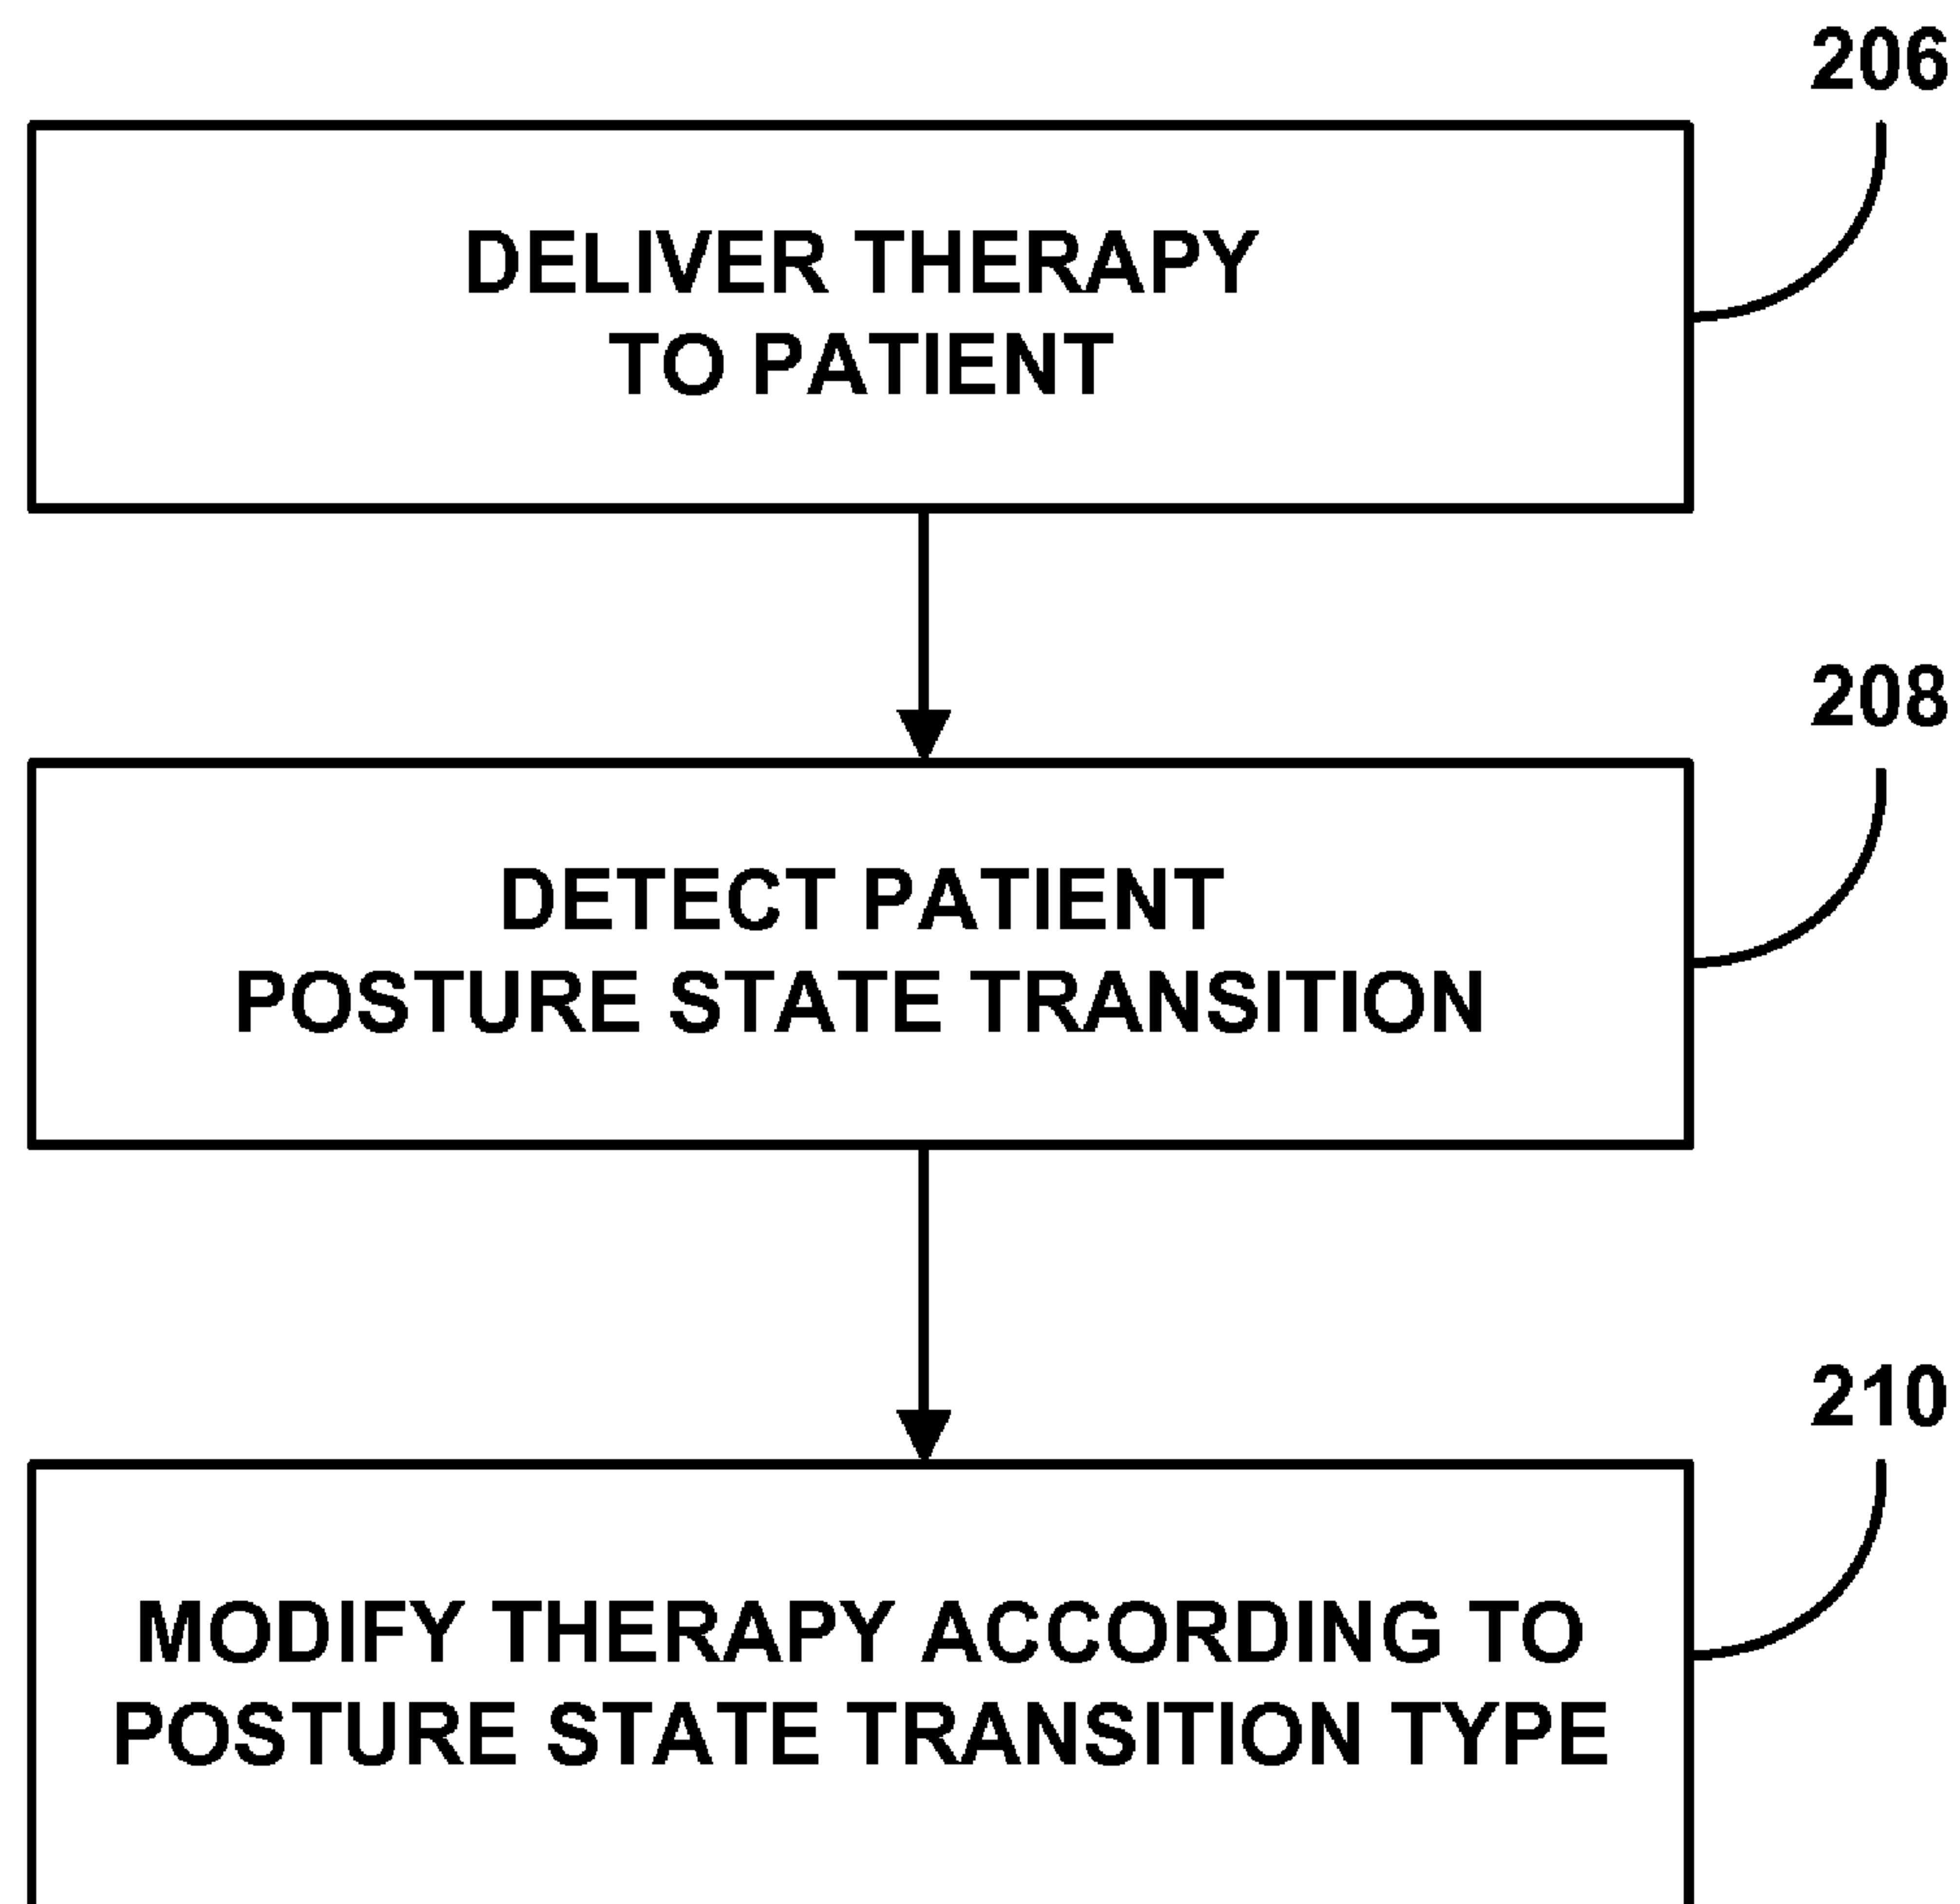 206
DELIVER THERAPY
TO PATIENT
208
DETECT PATIENT
POSTURE STATE TRANSITION
210
MODIFY THERAPY ACCORDING TO
POSTURE STATE TRANSITION TYPE